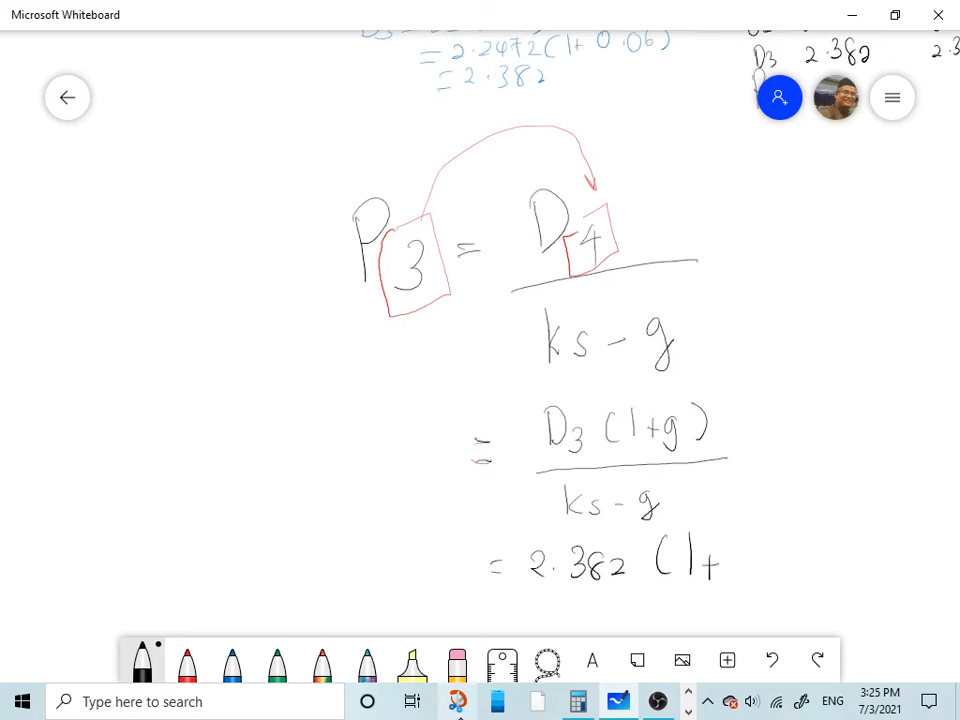 Microsoft Whiteboard
= 2.2472(1+ 0.06)
= 2.382
D3 2.382
P3 = D4
ks - g
= D3 (1+g)
ks - g
= 2.382 (1+
A
Type here to search
ENG
3:25 PM
7/3/2021